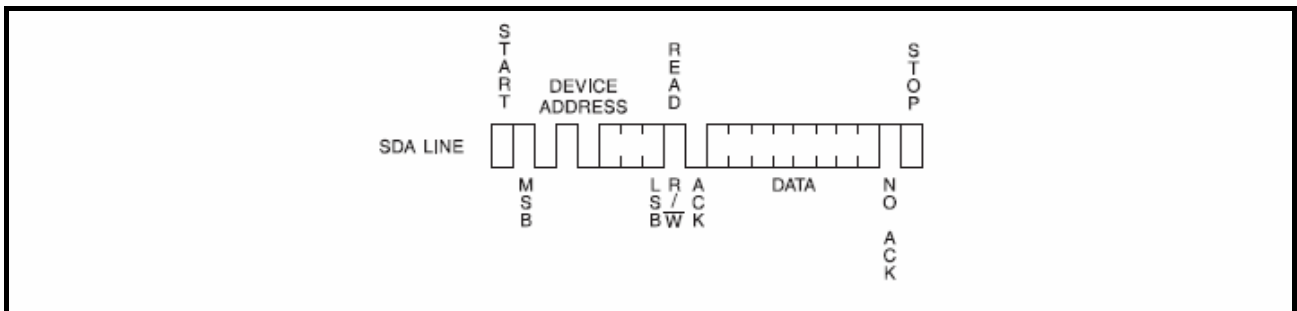 START
DEVICE
ADDRESS
READ
STOP
SDA LINE
MSB
LSB
R/W
ACK
DATA
NO ACK